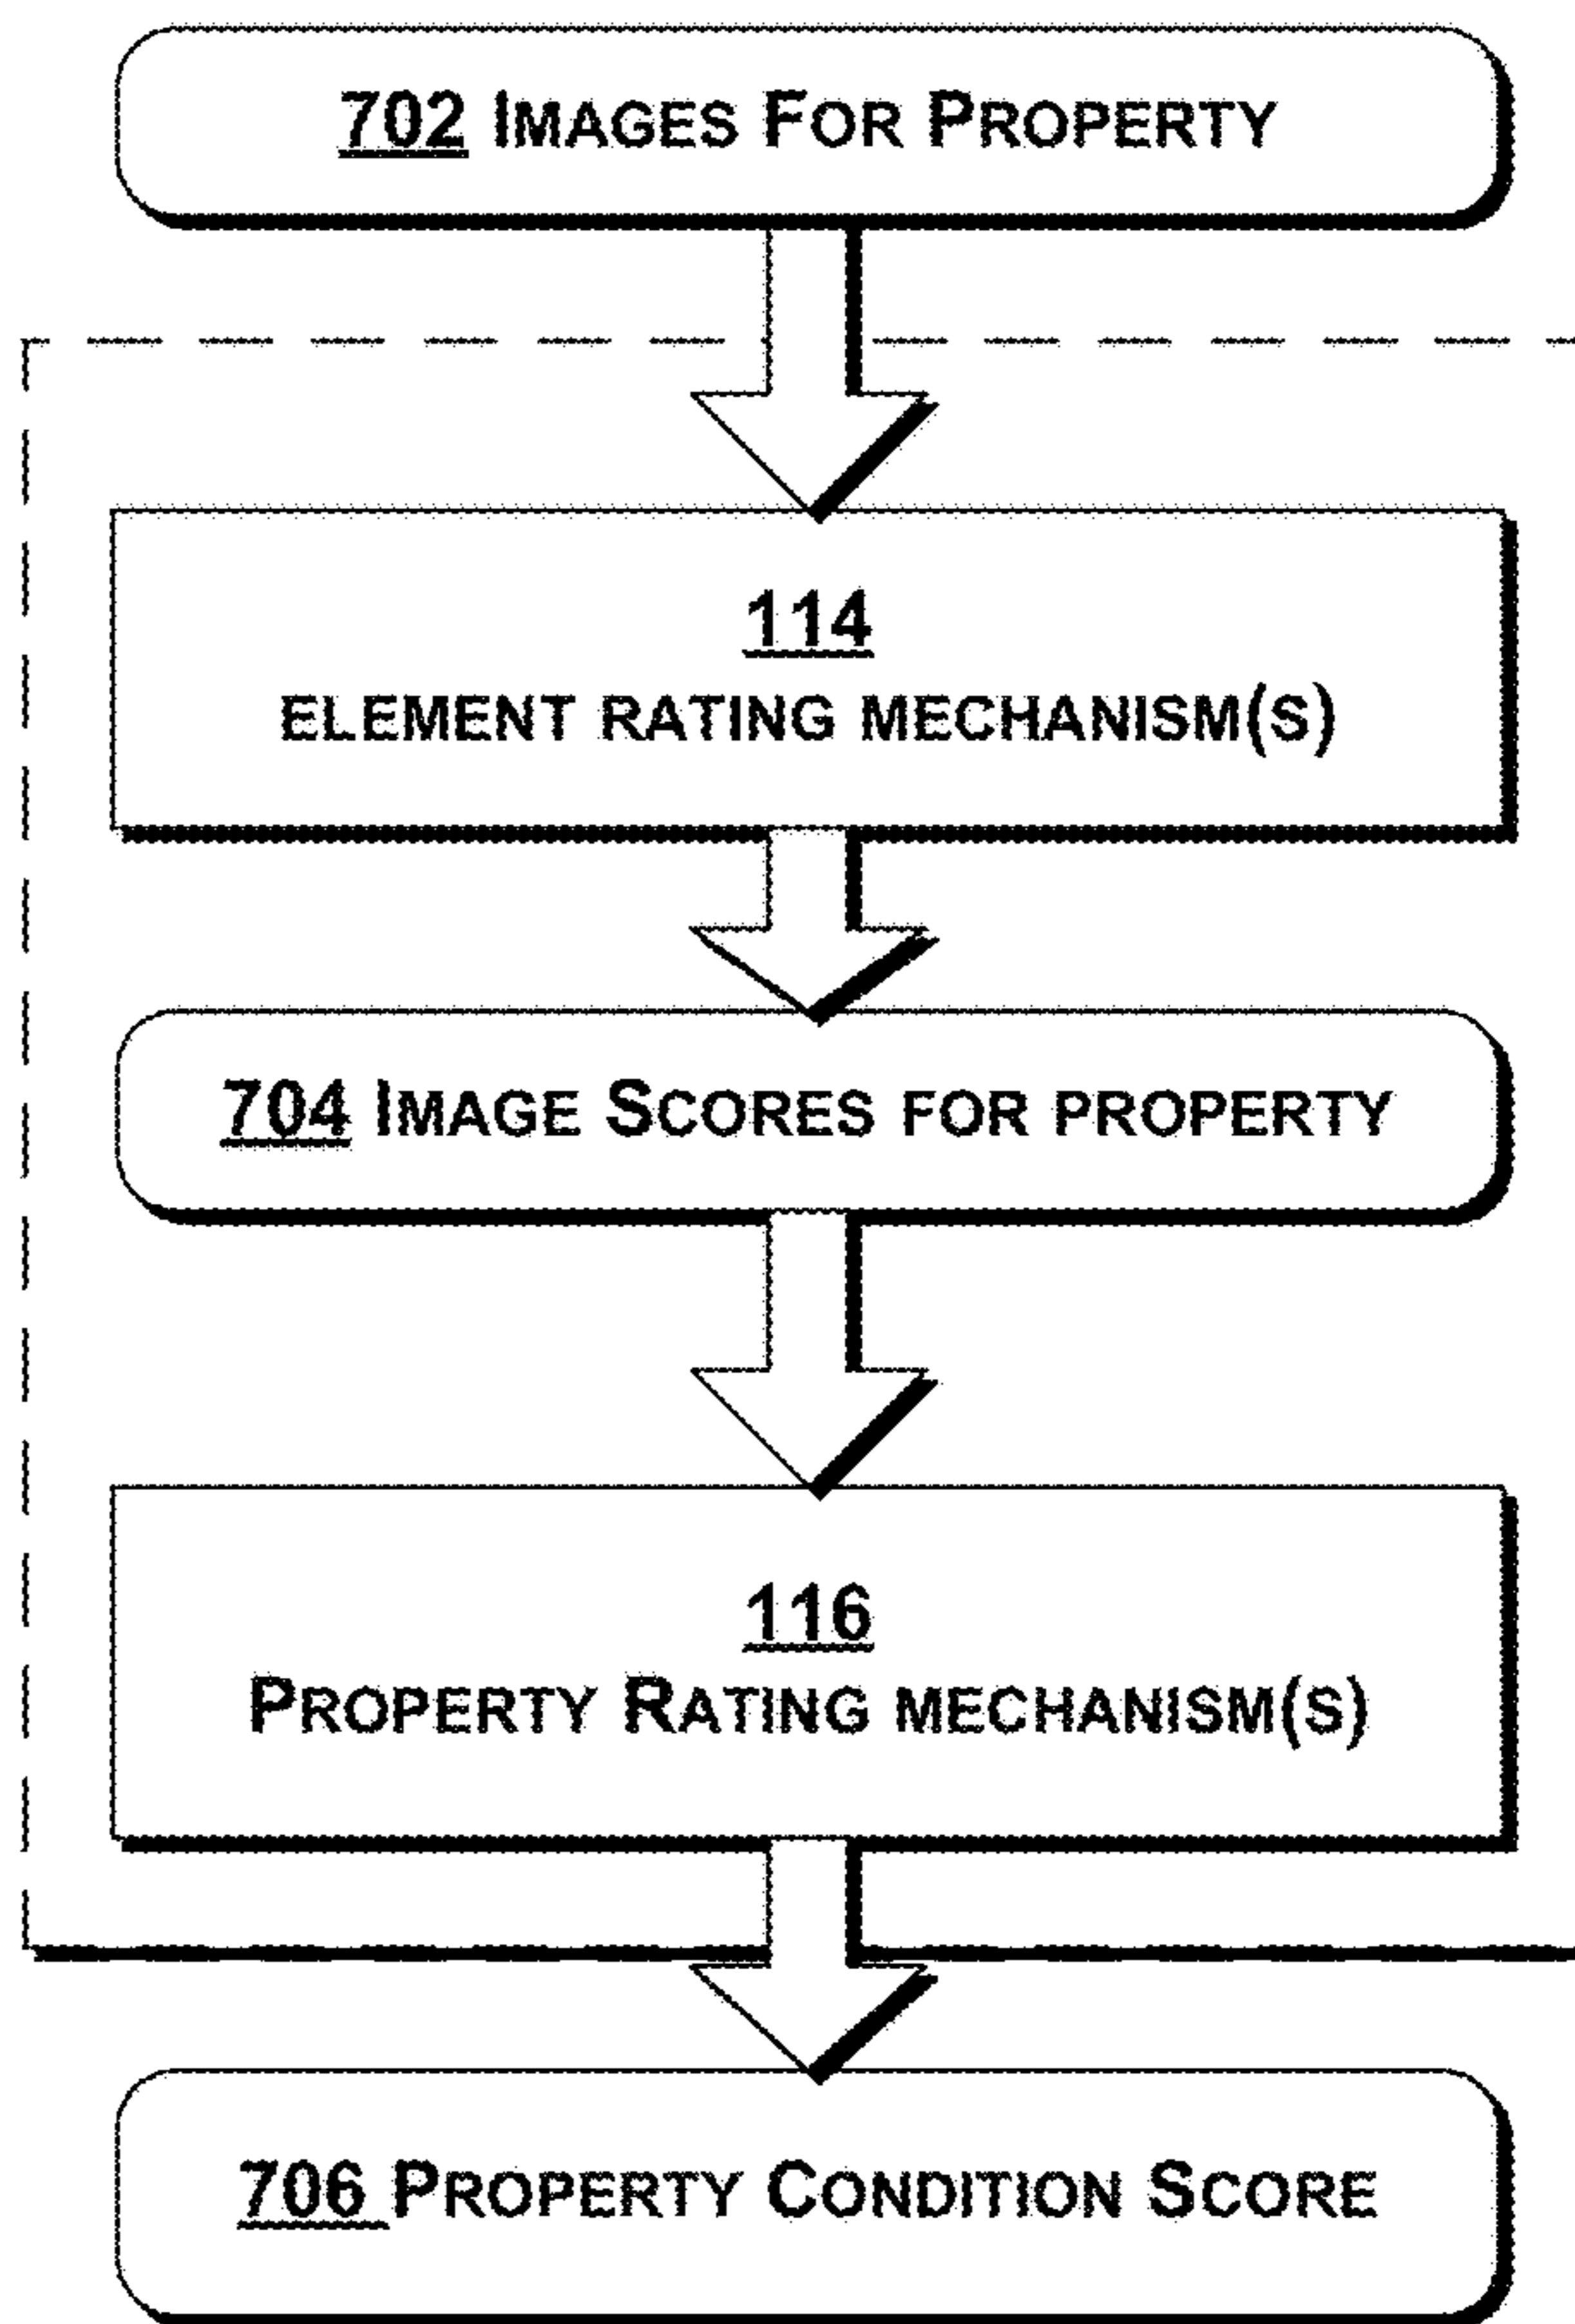 702 IMAGES FOR PROPERTY
114
ELEMENT RATING MECHANISM(S)
704 IMAGE SCORES FOR PROPERTY
116
PROPERTY RATING MECHANISM(S)
706 PROPERTY CONDITION SCORE